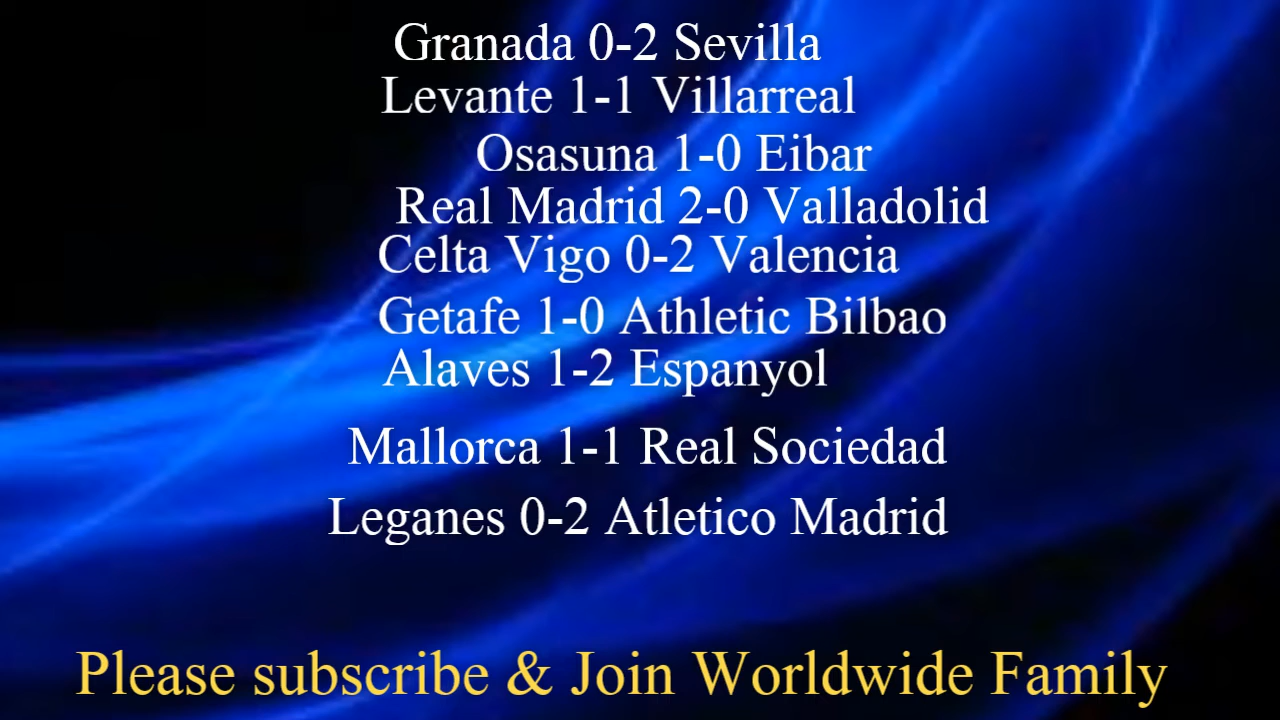 Granada 0-2 Sevilla
Levante 1-1 Villarreal
Osasuna 1-0 Eibar
Real Madrid 2-0 Valladolid
Celta Vigo 0-2 Valencia
Getafe 1-0 Athletic Bilbao
Alaves 1-2 Espanyol
Mallorca 1-1 Real Sociedad
Leganes 0-2 Atletico Madrid
Please subscribe & Join Worldwide Family